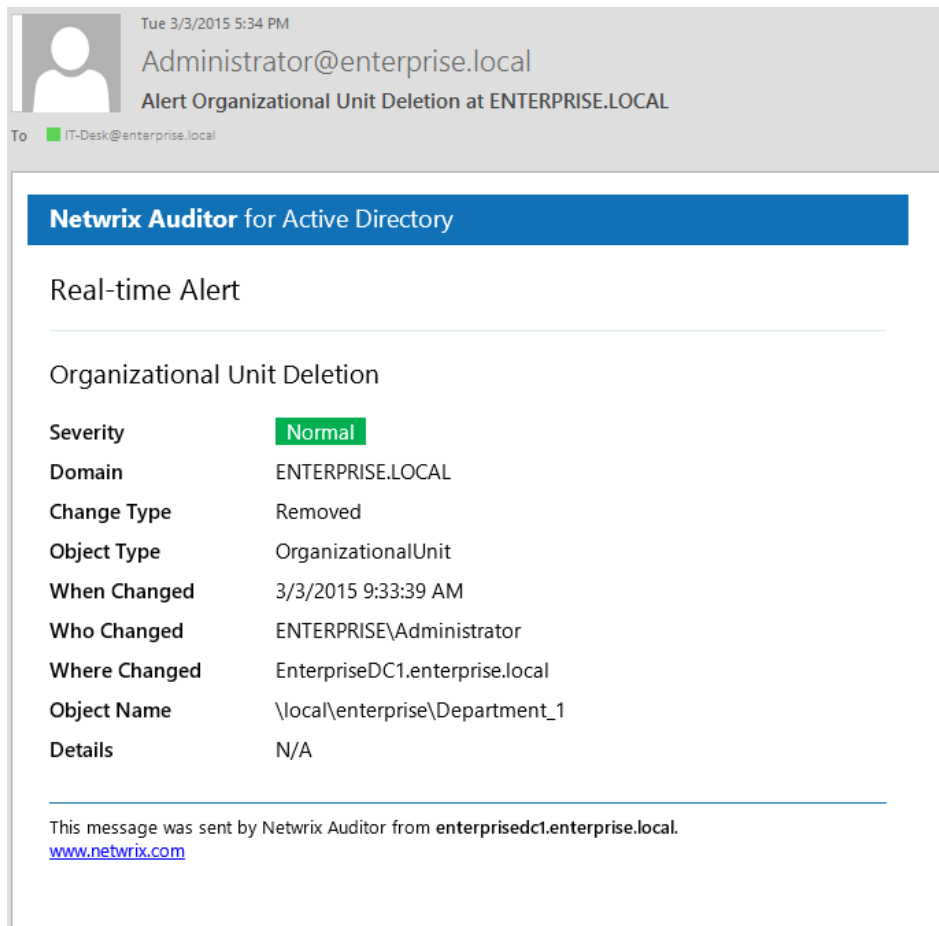 Tue 3/3/2015 5:34 PM
Administrator@enterprise.local
Alert Organizational Unit Deletion at ENTERPRISE.LOCAL
To IT-Desk@enterprise.local
Netwrix Auditor for Active Directory
Real-time Alert
Organizational Unit Deletion
Severity Normal
Domain ENTERPRISE.LOCAL
Change Type Removed
Object Type OrganizationalUnit
When Changed 3/3/2015 9:33:39 AM
Who Changed ENTERPRISE\Administrator
Where Changed EnterpriseDC1.enterprise.local
Object Name \local\enterprise\Department_1
Details N/A
This message was sent by Netwrix Auditor from enterprisedc1.enterprise.local.
www.netwrix.com